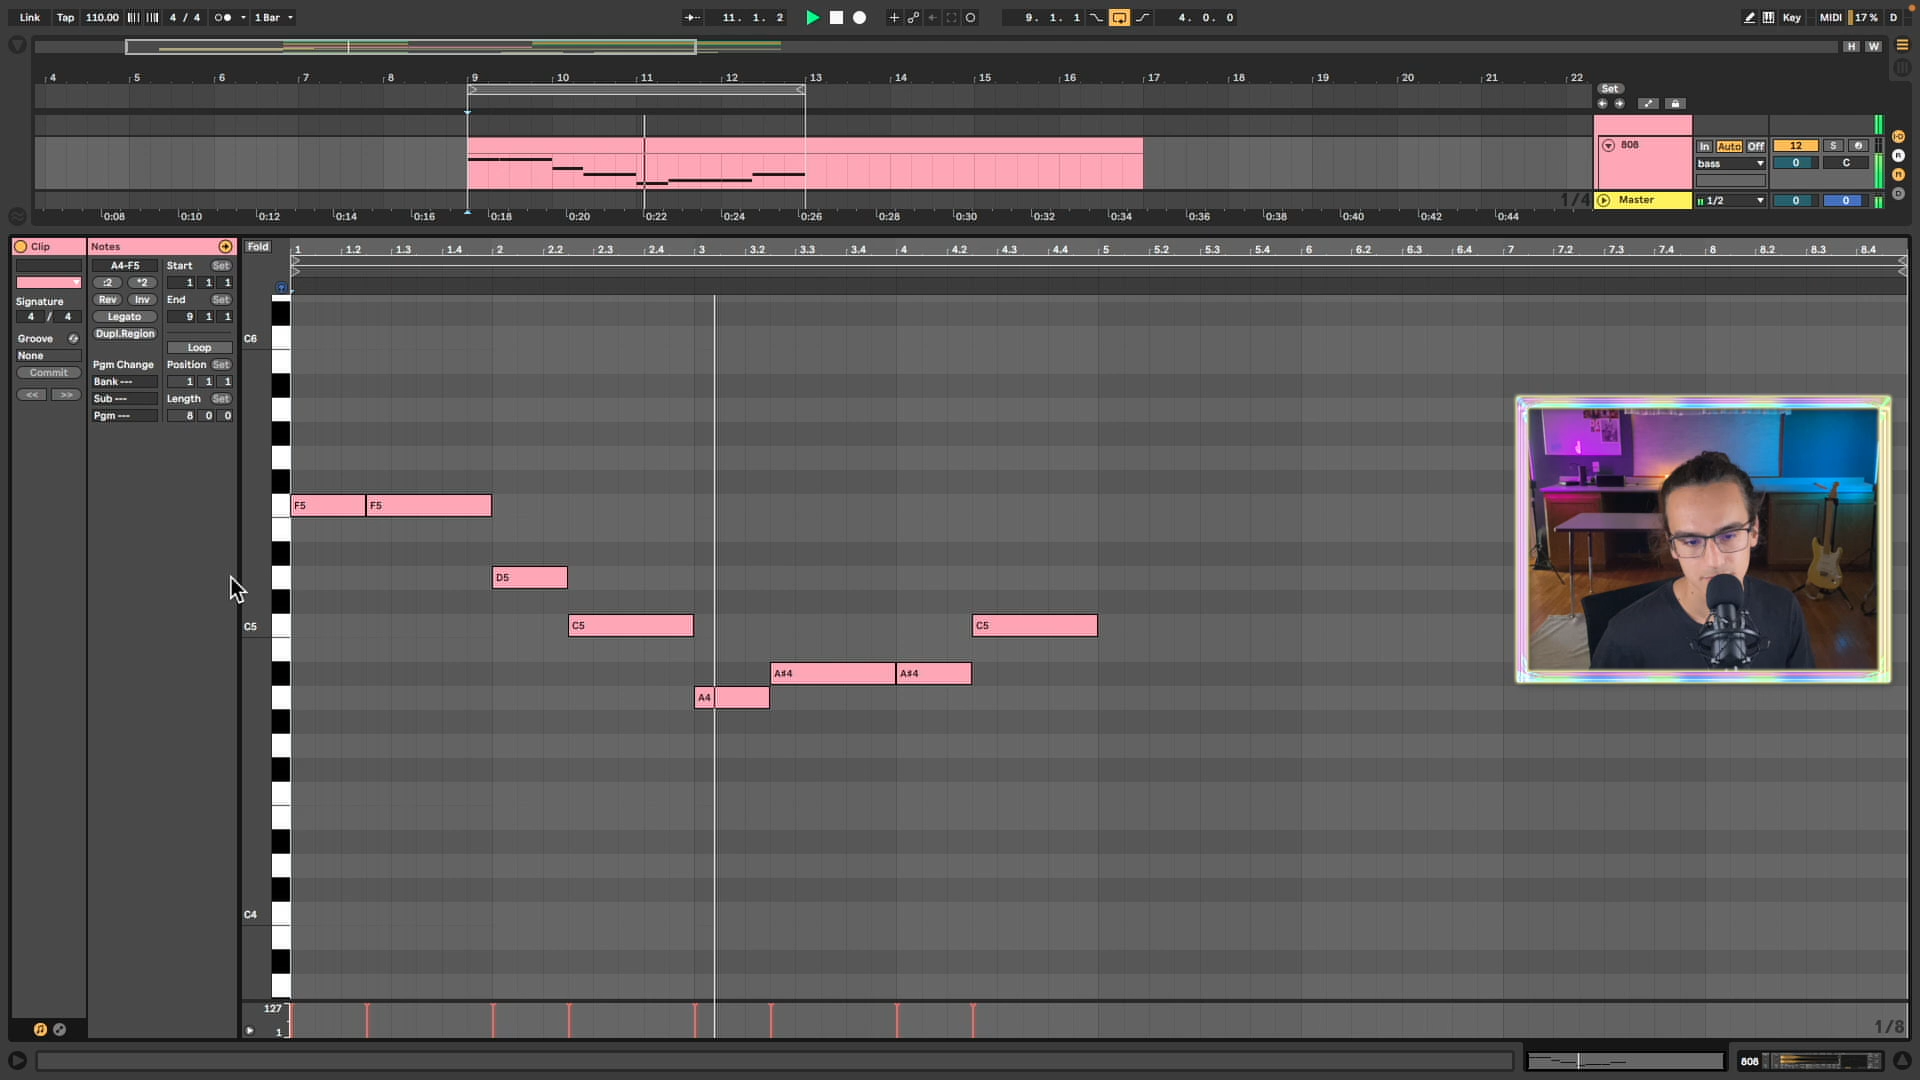 Link Tap 110.00 4 / 4 1 Bar 11. 1. 2 9. 1. 1 4. 0. 0 Key MIDI 17 % D
H W
4 5 6 7 8 9 10 11 12 13 14 15 16 17 18 19 20 21 22
Set
808 In Auto Off 12 S
bass 0 C
1/4 Master 1/2 0 0
0:08 0:10 0:12 0:14 0:16 0:18 0:20 0:22 0:24 0:26 0:28 0:30 0:32 0:34 0:36 0:38 0:40 0:42 0:44
Clip Notes Fold 1 1.2 1.3 1.4 2 2.2 2.3 2.4 3 3.2 3.3 3.4 4 4.2 4.3 4.4 5 5.2 5.3 5.4 6 6.2 6.3 6.4 7 7.2 7.3 7.4 8 8.2 8.3 8.4
A4-F5 Start Set
:2 *2 1 1 1
Signature Rev Inv End Set
4 / 4 Legato 9 1 1
Dupl.Region
Groove Loop
None Pgm Change Position Set
Commit Bank --- 1 1 1
<< >> Sub --- Length Set
Pgm --- 8 0 0
C6
F5 F5
D5
C5 C5 C5
A#4 A#4
A4
C4
127
1
1/8
808